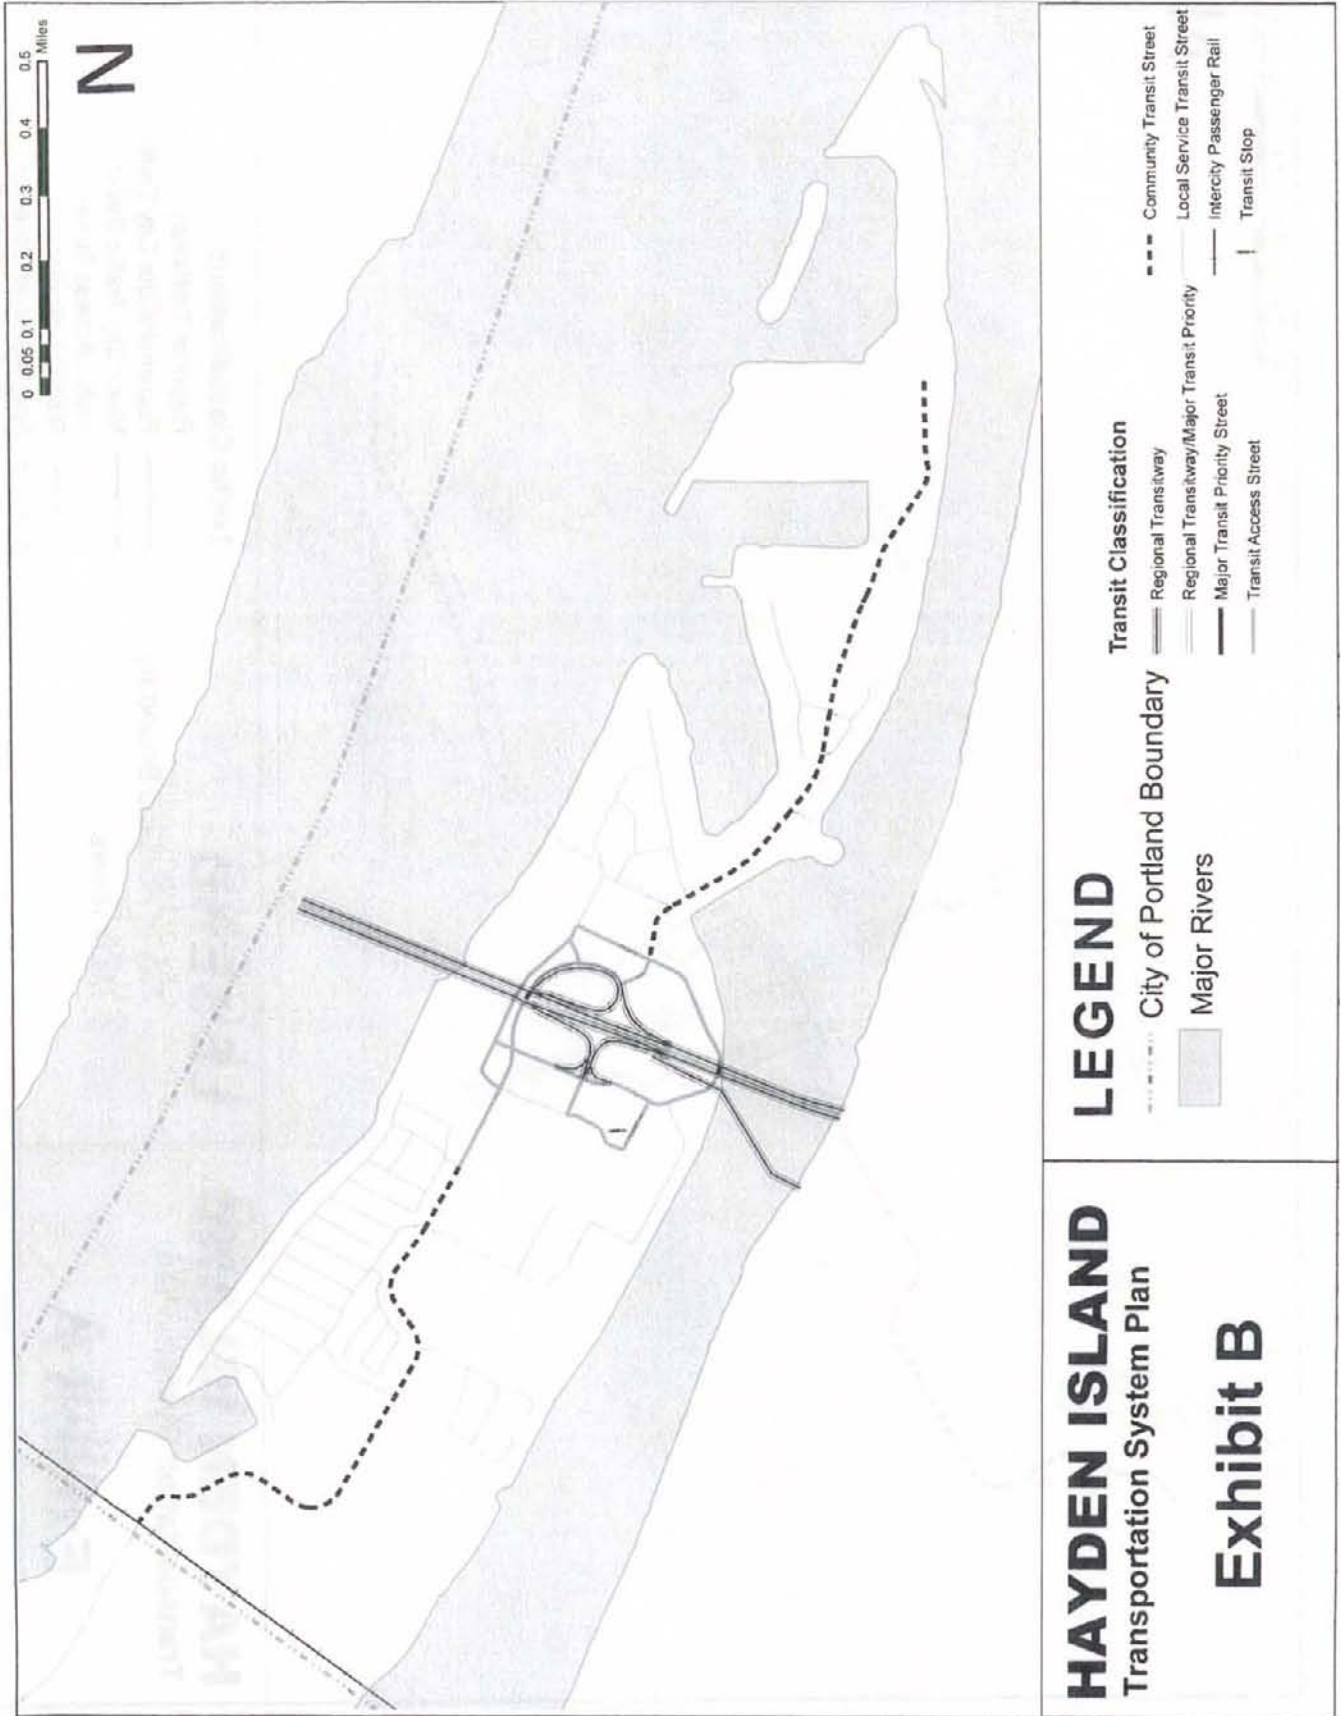 0 0.05 0.1 0.2 0.3 0.4 0.5
Miles
N
HAYDEN ISLAND
Transportation System Plan
Exhibit B
LEGEND
City of Portland Boundary
Major Rivers
Transit Classification
Regional Transitway
Regional Transitway/Major Transit Priority
Major Transit Priority Street
Transit Access Street
Community Transit Street
Local Service Transit Street
Intercity Passenger Rail
! Transit Stop